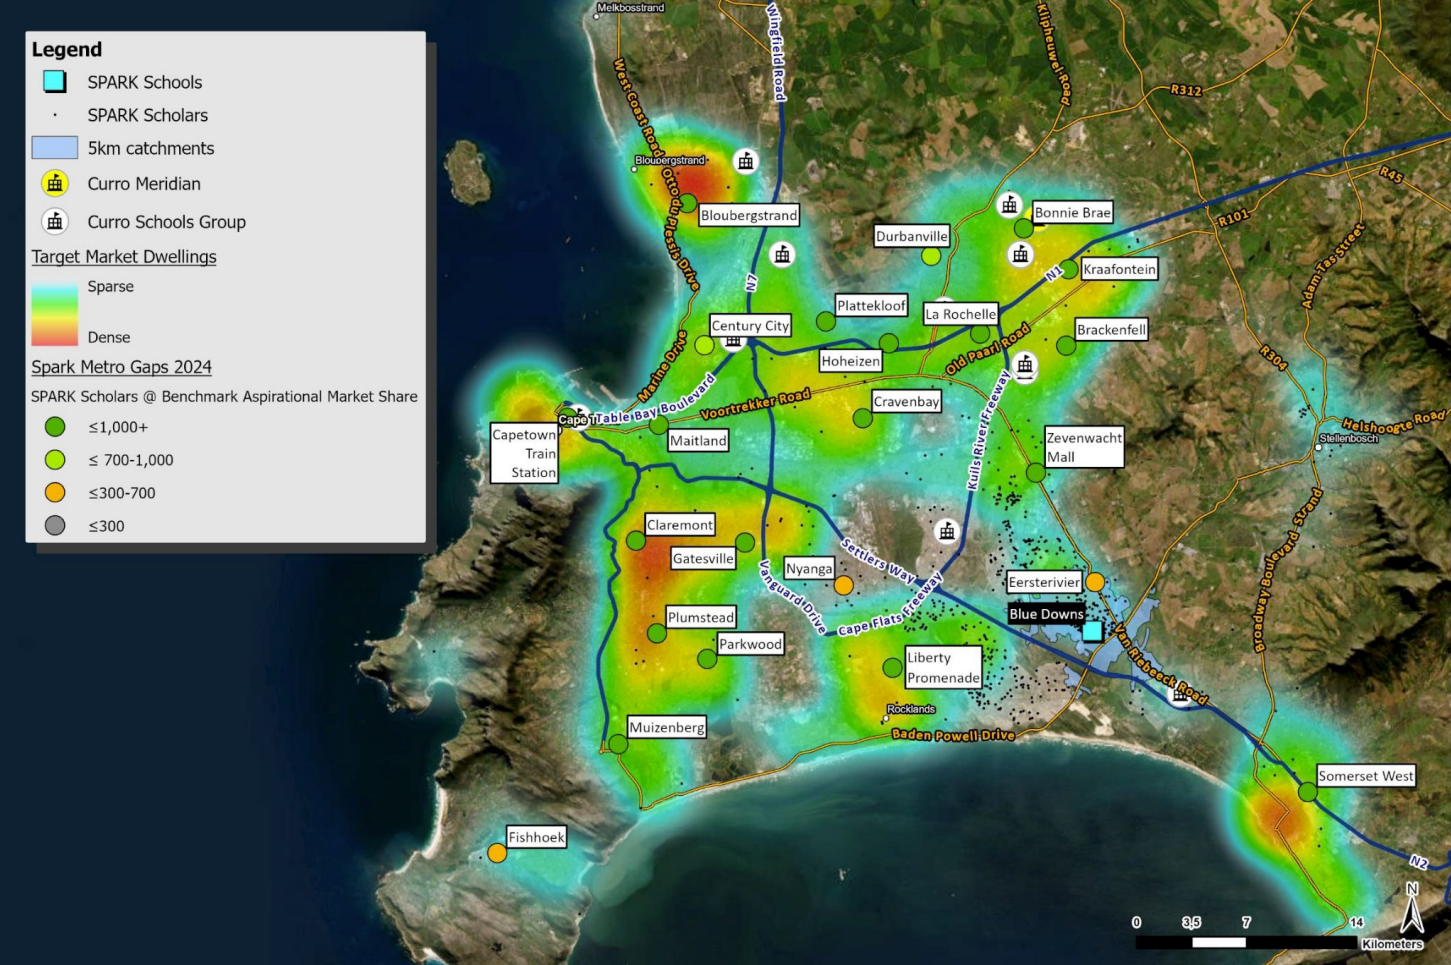 Legend
SPARK Schools
SPARK Scholars
5km catchments
Curro Meridian
Curro Schools Group
Target Market Dwellings
Sparse
Dense
Spark Metro Gaps 2024
SPARK Scholars @ Benchmark Aspirational Market Share
≤1,000+
≤ 700-1,000
≤300-700
≤300
Melkbosstrand
Wingfield Road
Klipheuwel Road
R312
West Coast Road
Otto du Plessis Drive
Bloubergstrand
R45
Bloubergstrand
Bonnie Brae
R101
Durbanville
Adam Tas Street
N1
Kraafontein
N7
Plattekloof
La Rochelle
Century City
Brackenfell
Hoheizen
Old Paarl Road
R304
Marine Drive
Table Bay Boulevard
Voortrekker Road
Cravenbay
Kuils River Freeway
Cape T
Helshoogte Road
Stellenbosch
Capetown
Train
Station
Maitland
Zevenwacht
Mall
Claremont
Gatesville
Settlers Way
Broadway Boulevard - Strand
Nyanga
Vanguard Drive
Eersterivier
Blue Downs
Cape Flats Freeway
Plumstead
Parkwood
Van Riebeeck Road
Liberty
Promenade
Rocklands
Muizenberg
Baden Powell Drive
Somerset West
Fishhoek
N2
N
0 3,5 7 14
Kilometers